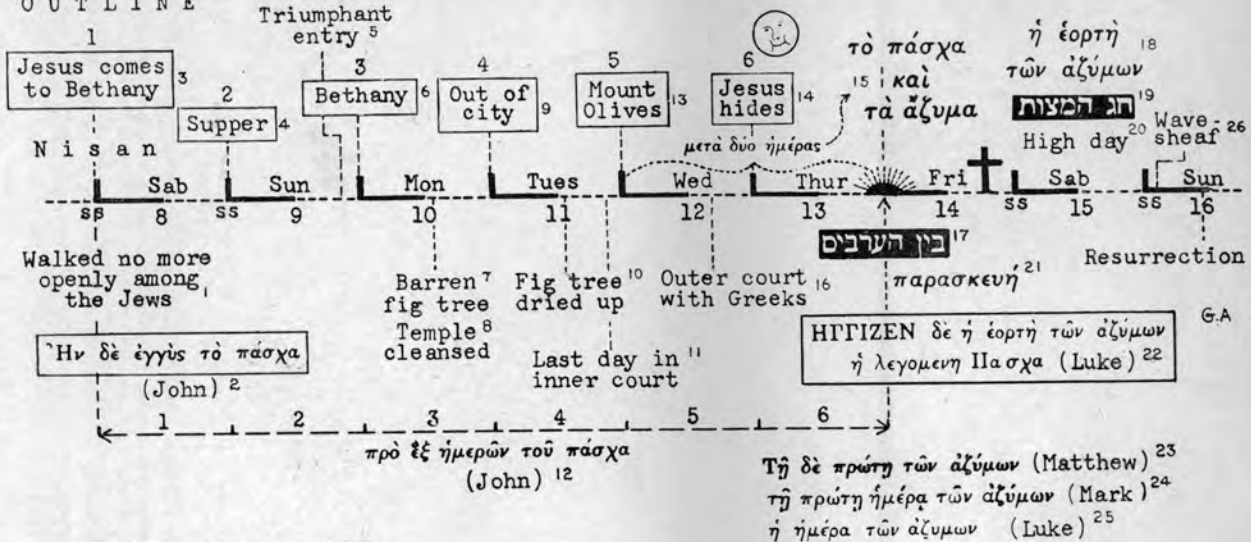 OUTLINE
Triumphant
entry 5
1
Jesus comes
to Bethany 3
2
Supper 4
3
Bethany 6
4
Out of
city 9
5
Mount
Olives 13
6
Jesus
hides 14
μετὰ δυο ἡμέρας
τὸ πάσχα
15 καὶ
τὰ ἄζυμα
ἡ ἑορτὴ 18
τῶν ἀζύμων
חג המצות 19
High day 20
Wave-
sheaf 26
Nisan
Sab Sun Mon Tues Wed Thur Fri Sab Sun
ss 8 ss 9 10 11 12 13 14 ss 15 ss 16
Walked no more
openly among
the Jews 1
Barren 7
fig tree
Temple 8
cleansed
Fig tree 10
dried up
Last day in 11
inner court
Outer court
with Greeks 16
בין הערבים 17
παρασκευή 21
Resurrection
G.A
Ἦν δὲ ἐγγὺς τὸ πάσχα
(John) 2
ΗΓΓΙΖΕΝ δὲ ἡ ἑορτὴ τῶν ἀζύμων
ἡ λεγομενη Πασχα (Luke) 22
1 2 3 4 5 6
πρὸ ἓξ ἡμερῶν τοῦ πάσχα
(John) 12
Τῇ δὲ πρώτῃ τῶν ἀζύμων (Matthew) 23
τῇ πρώτῃ ἡμέρᾳ τῶν ἀζύμων (Mark) 24
ἡ ἡμέρα τῶν αζυμων (Luke) 25